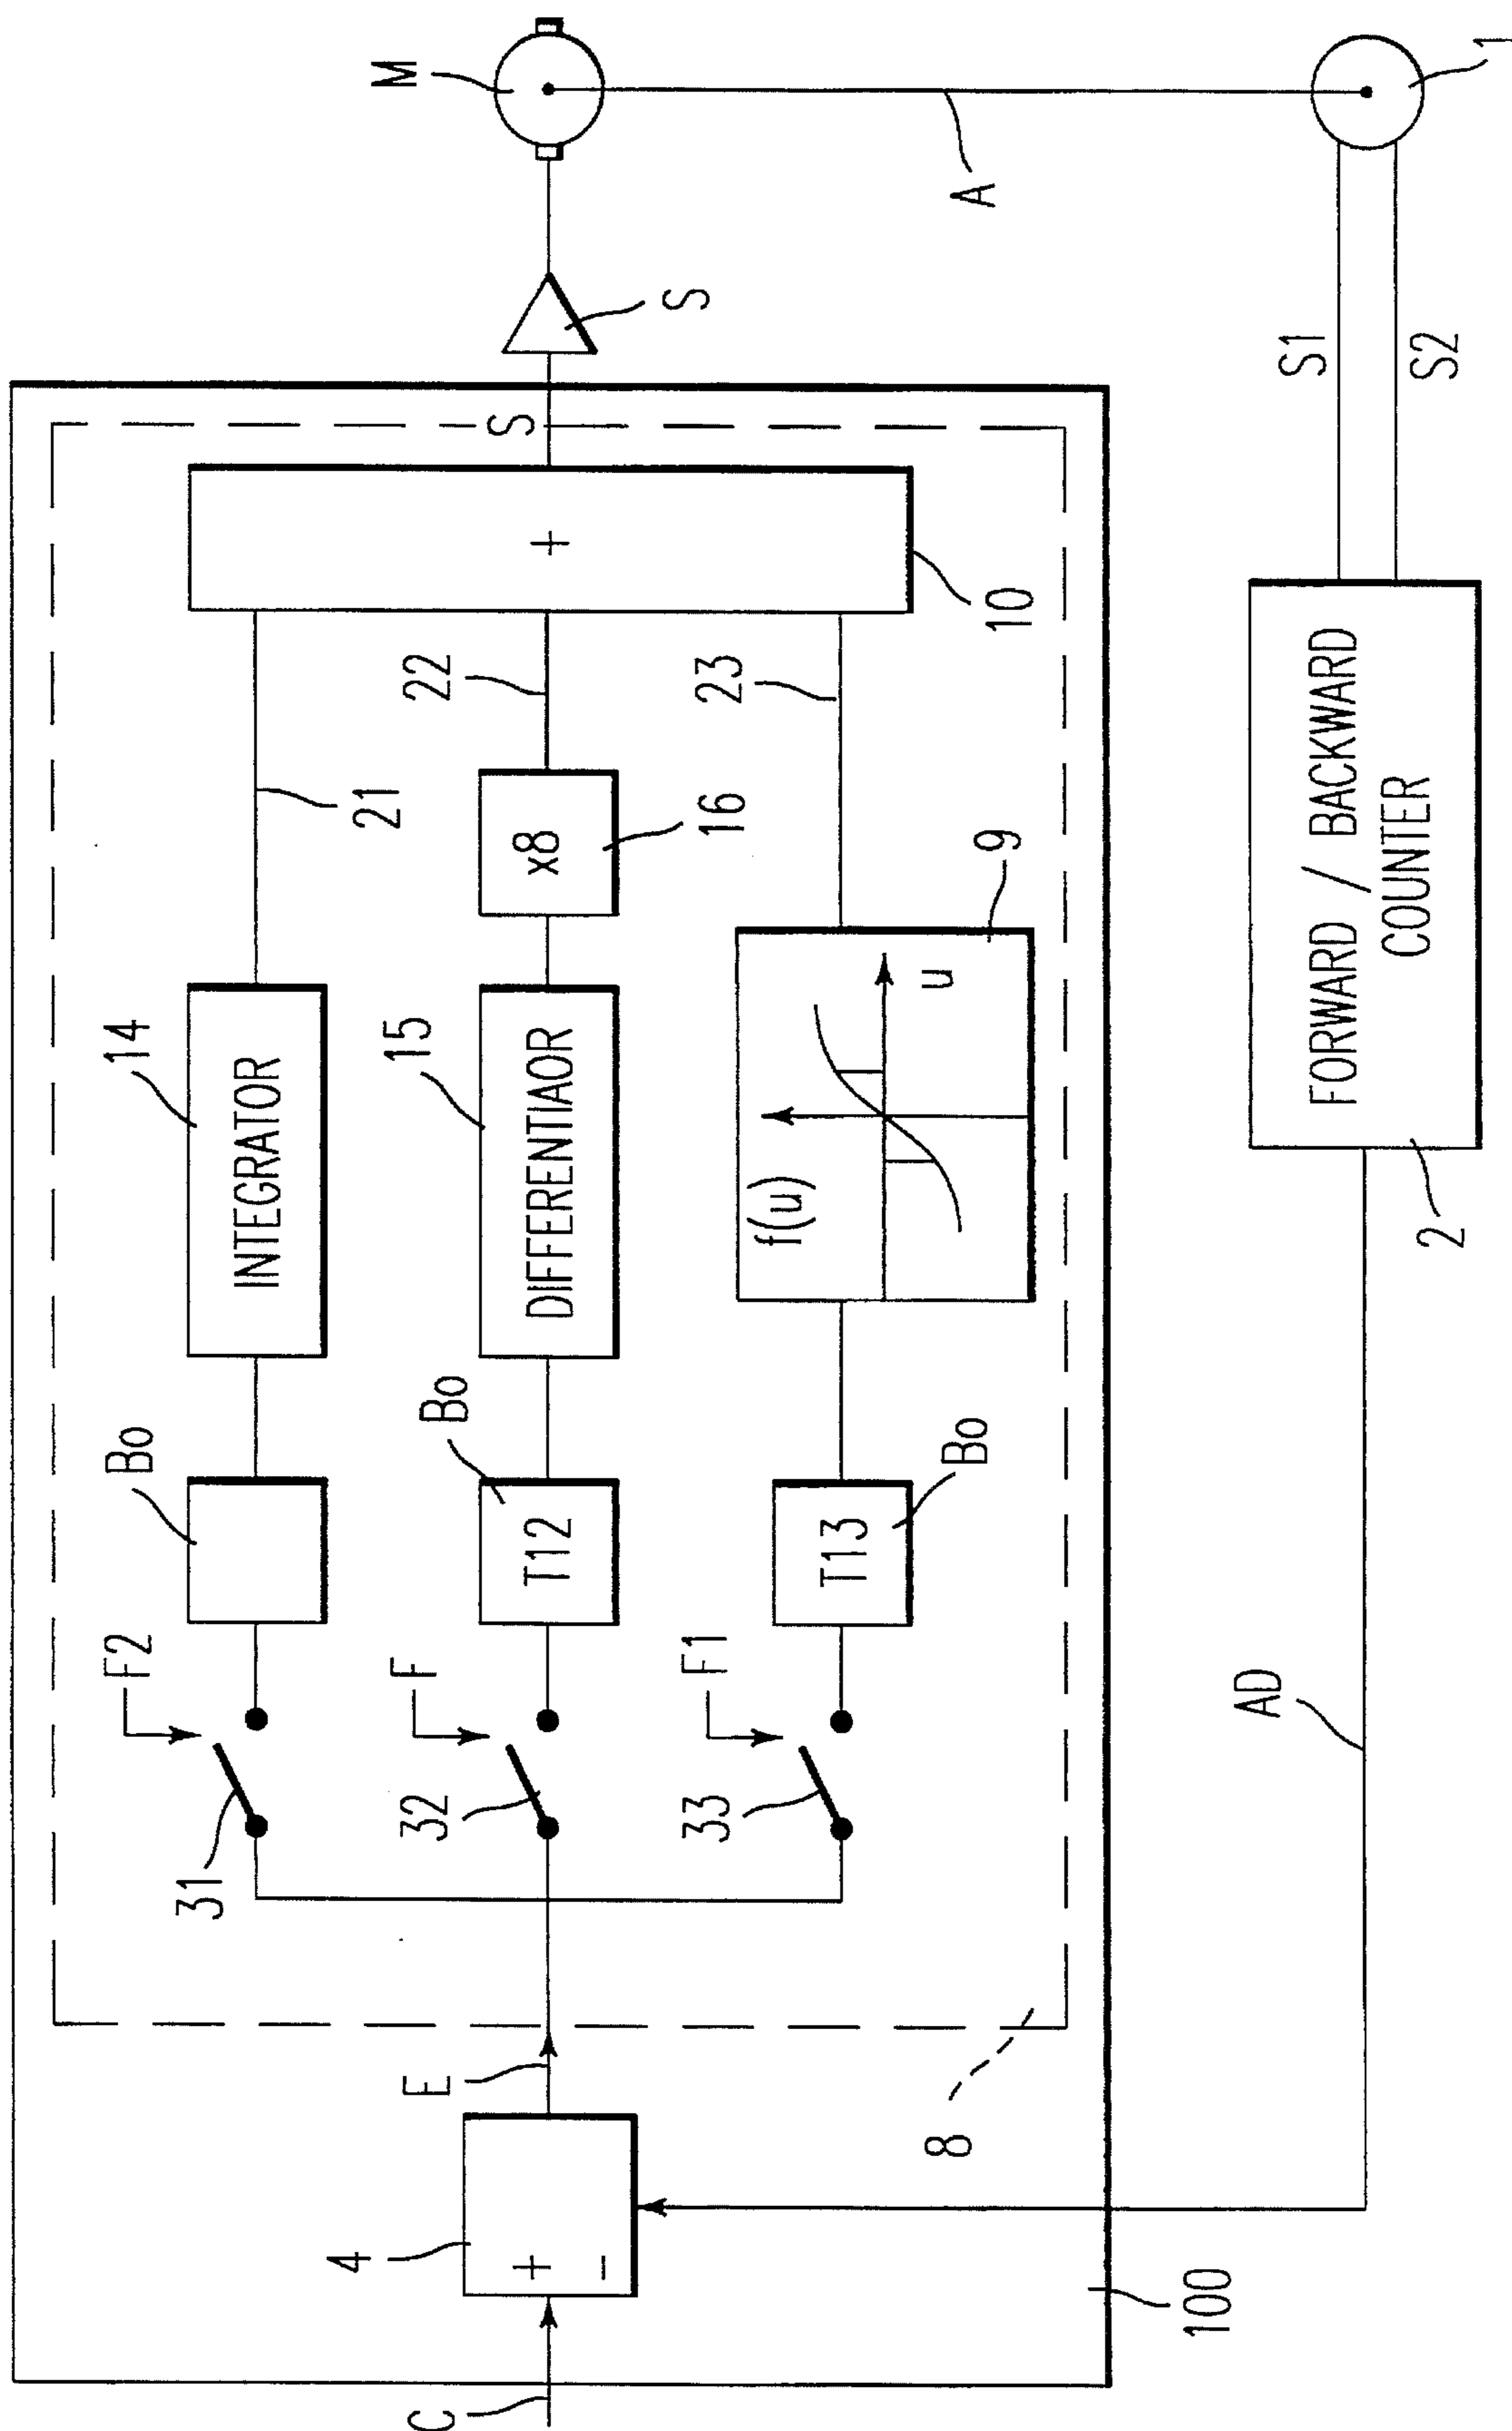 C
4
+
-
E
100
8
31
F2
Bo
14
INTEGRATOR
21
32
F
Bo
T12
15
DIFFERENTIAOR
x8
16
22
33
F1
T13
Bo
f(u)
u
9
23
+
10
S
S
M
A
1
S1
S2
FORWARD / BACKWARD
COUNTER
2
AD